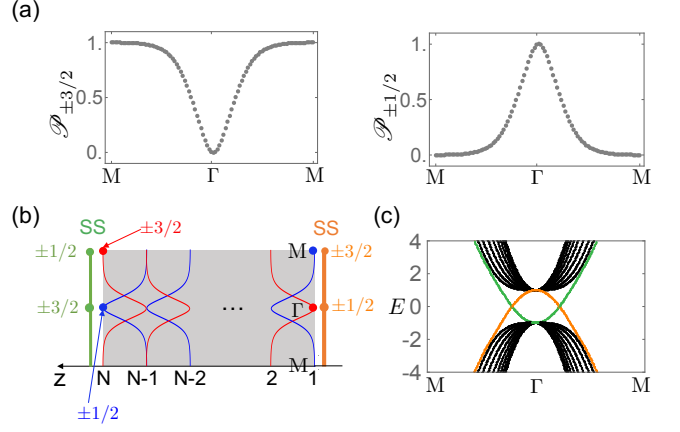 (a)
𝒫±3/2
1.
0.5
0.
M Γ M
𝒫±1/2
1.
0.5
0.
M Γ M
(b)
SS
±3/2
SS
±1/2
M
±3/2
±3/2
Γ
±1/2
M
z
N N-1 N-2 ... 2 1
±1/2
(c)
E
4
2
0
-2
-4
M Γ M